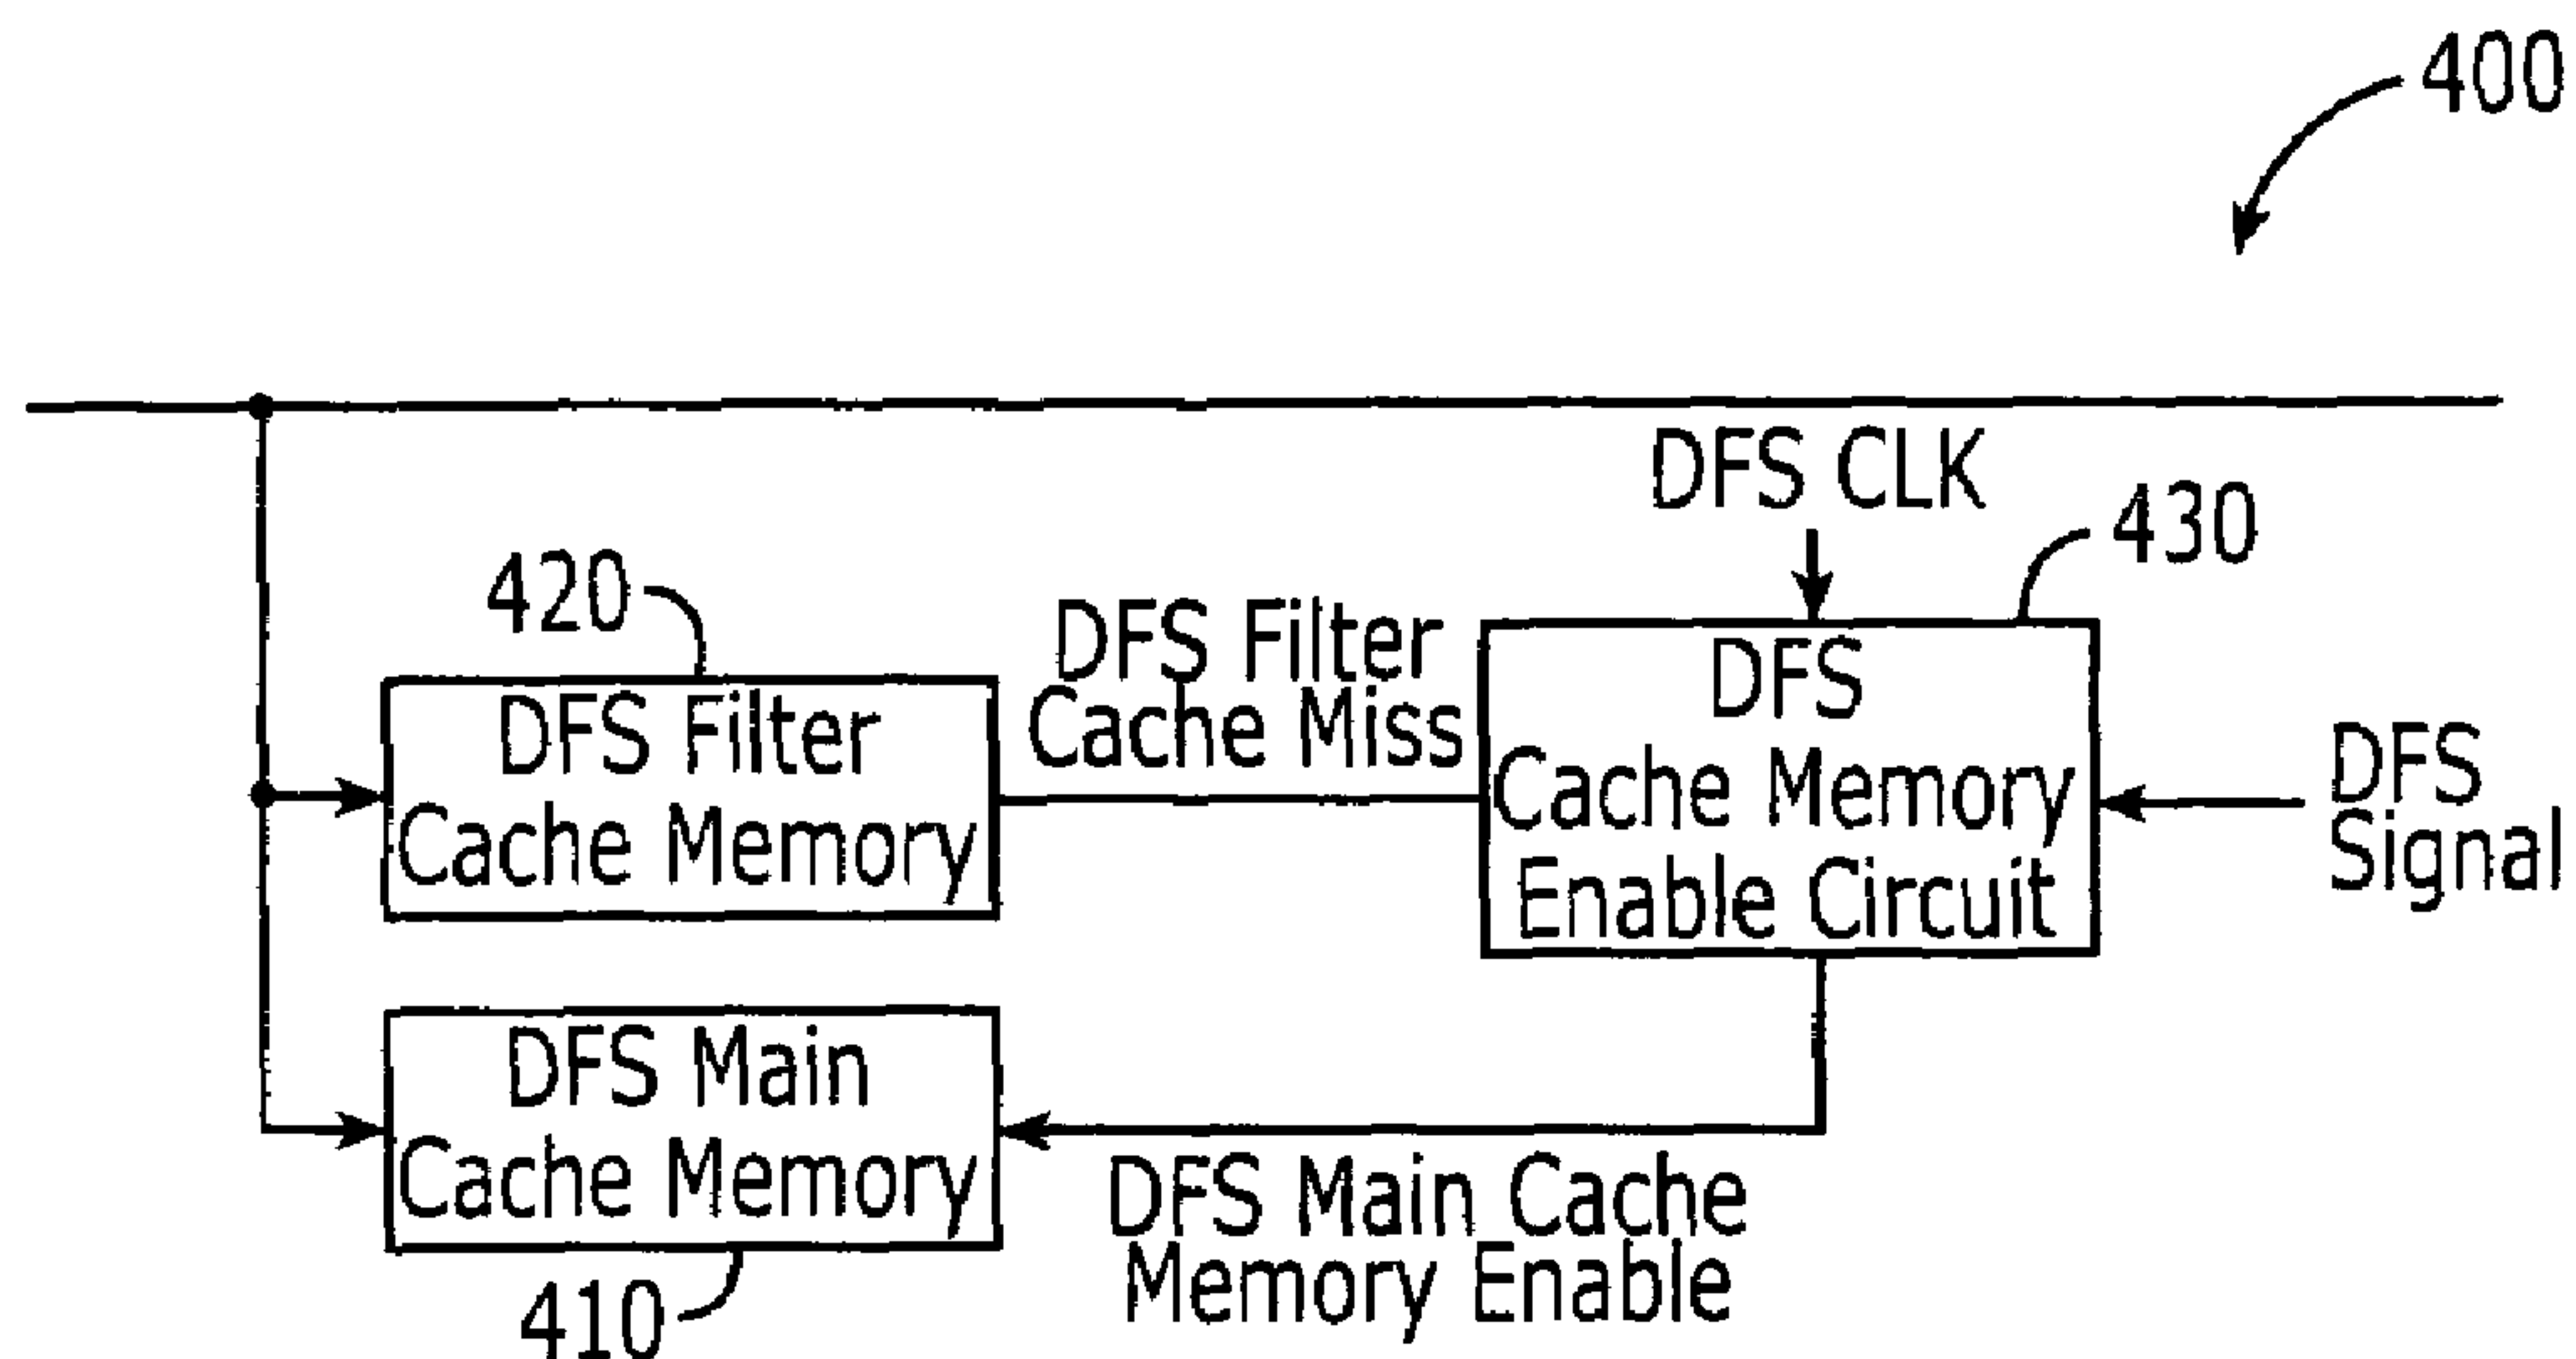 400
DFS CLK
430
420
DFS Filter
Cache Miss
DFS Filter
Cache Memory
DFS
Cache Memory
Enable Circuit
DFS
Signal
DFS Main
Cache Memory
DFS Main Cache
Memory Enable
410